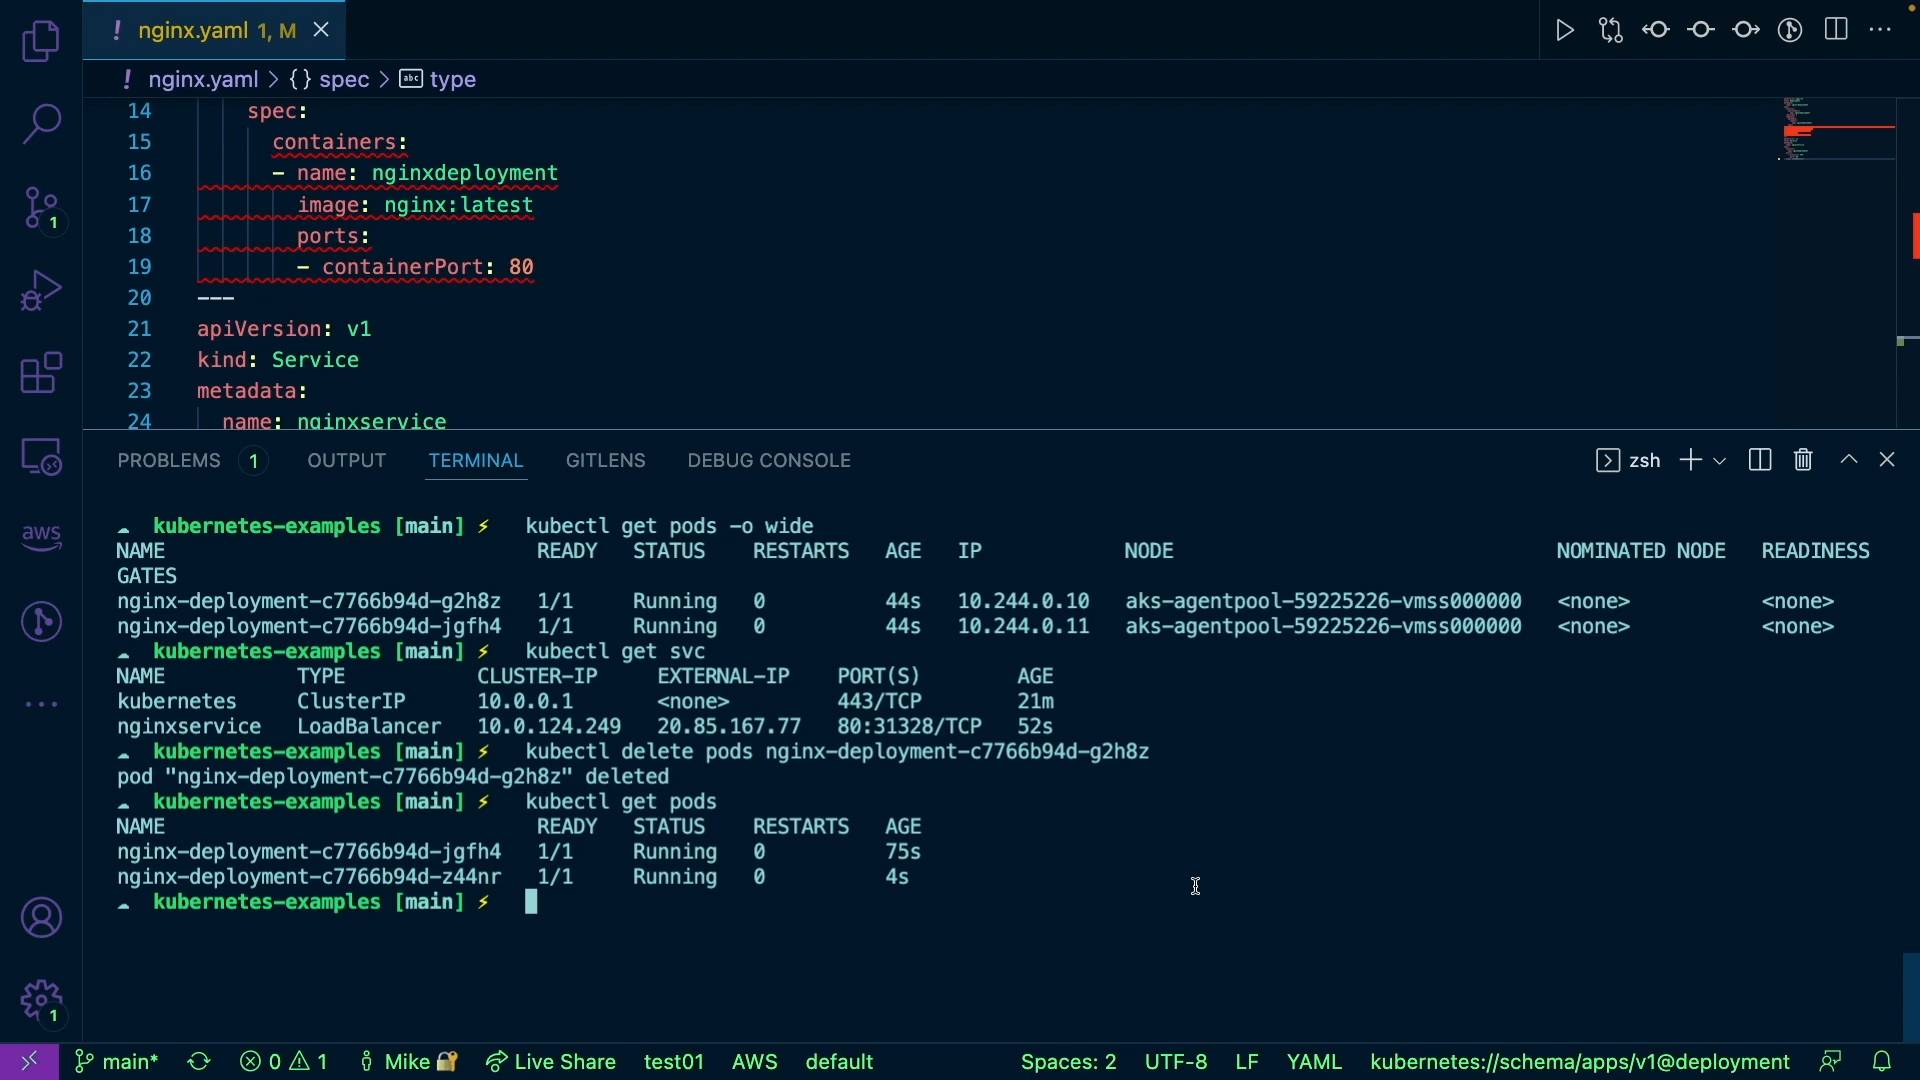 ! nginx.yaml 1, M
! nginx.yaml > {} spec > abc type
14 spec:
15 containers:
16 - name: nginxdeployment
17 image: nginx:latest
18 ports:
19 - containerPort: 80
20 ---
21 apiVersion: v1
22 kind: Service
23 metadata:
24 name: nginxservice
1
aws
1
PROBLEMS 1 OUTPUT TERMINAL GITLENS DEBUG CONSOLE zsh
kubernetes-examples [main] ⚡ kubectl get pods -o wide
NAME READY STATUS RESTARTS AGE IP NODE NOMINATED NODE READINESS
GATES
nginx-deployment-c7766b94d-g2h8z 1/1 Running 0 44s 10.244.0.10 aks-agentpool-59225226-vmss000000 <none> <none>
nginx-deployment-c7766b94d-jgfh4 1/1 Running 0 44s 10.244.0.11 aks-agentpool-59225226-vmss000000 <none> <none>
kubernetes-examples [main] ⚡ kubectl get svc
NAME TYPE CLUSTER-IP EXTERNAL-IP PORT(S) AGE
kubernetes ClusterIP 10.0.0.1 <none> 443/TCP 21m
nginxservice LoadBalancer 10.0.124.249 20.85.167.77 80:31328/TCP 52s
kubernetes-examples [main] ⚡ kubectl delete pods nginx-deployment-c7766b94d-g2h8z
pod "nginx-deployment-c7766b94d-g2h8z" deleted
kubernetes-examples [main] ⚡ kubectl get pods
NAME READY STATUS RESTARTS AGE
nginx-deployment-c7766b94d-jgfh4 1/1 Running 0 75s
nginx-deployment-c7766b94d-z44nr 1/1 Running 0 4s
kubernetes-examples [main] ⚡
main* 0 1 Mike 🔐 Live Share test01 AWS default Spaces: 2 UTF-8 LF YAML kubernetes://schema/apps/v1@deployment